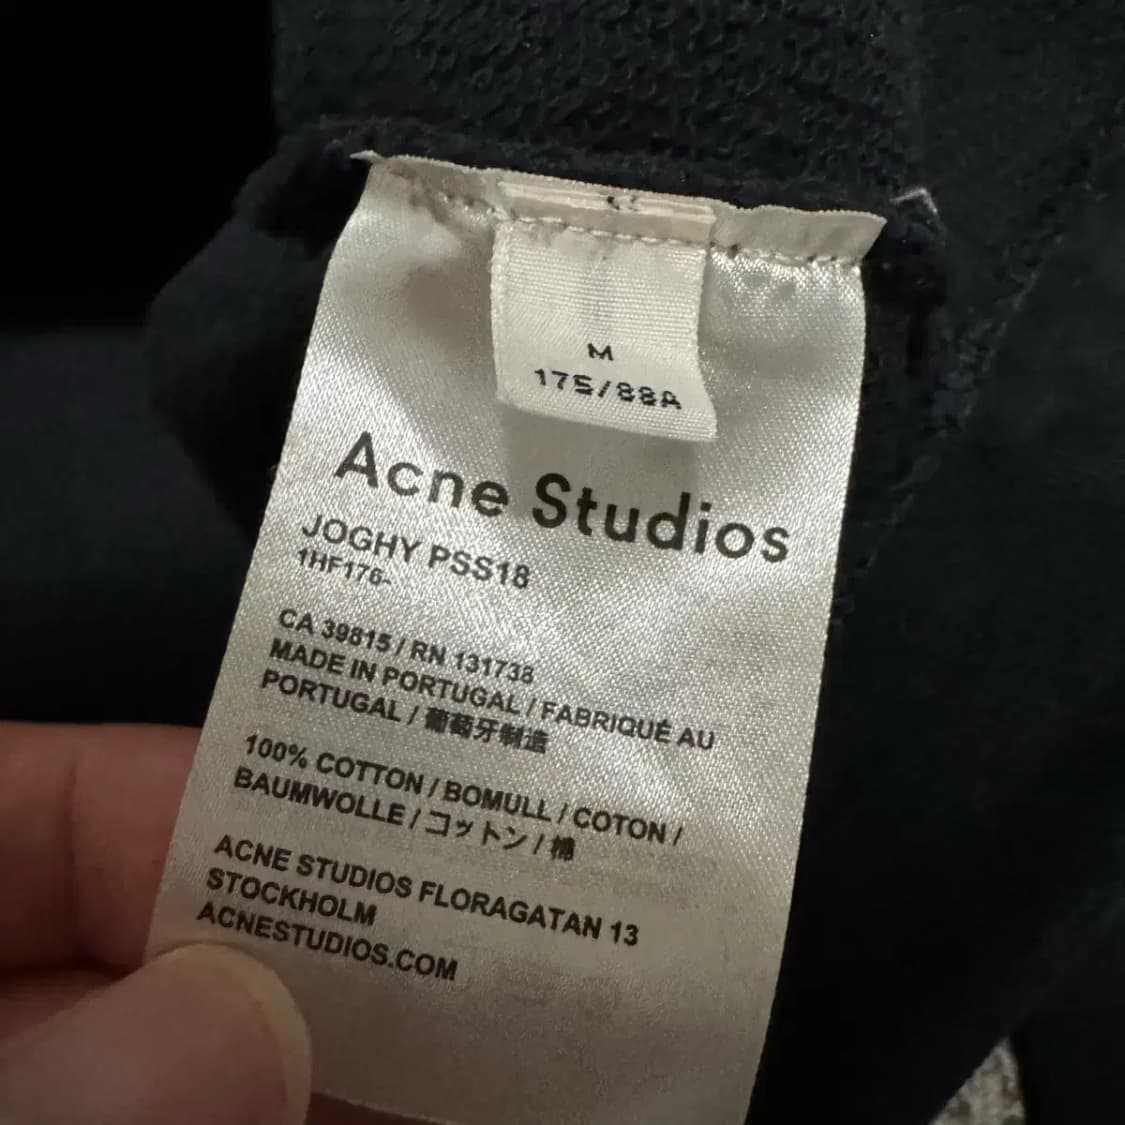 M
175/88A
Acne Studios
JOGHY PSS18
1HF176-
CA 39815 / RN 131738
MADE IN PORTUGAL / FABRIQUÉ AU
PORTUGAL / 葡萄牙制造
100% COTTON / BOMULL / COTON /
BAUMWOLLE / コットン / 棉
ACNE STUDIOS FLORAGATAN 13
STOCKHOLM
ACNESTUDIOS.COM